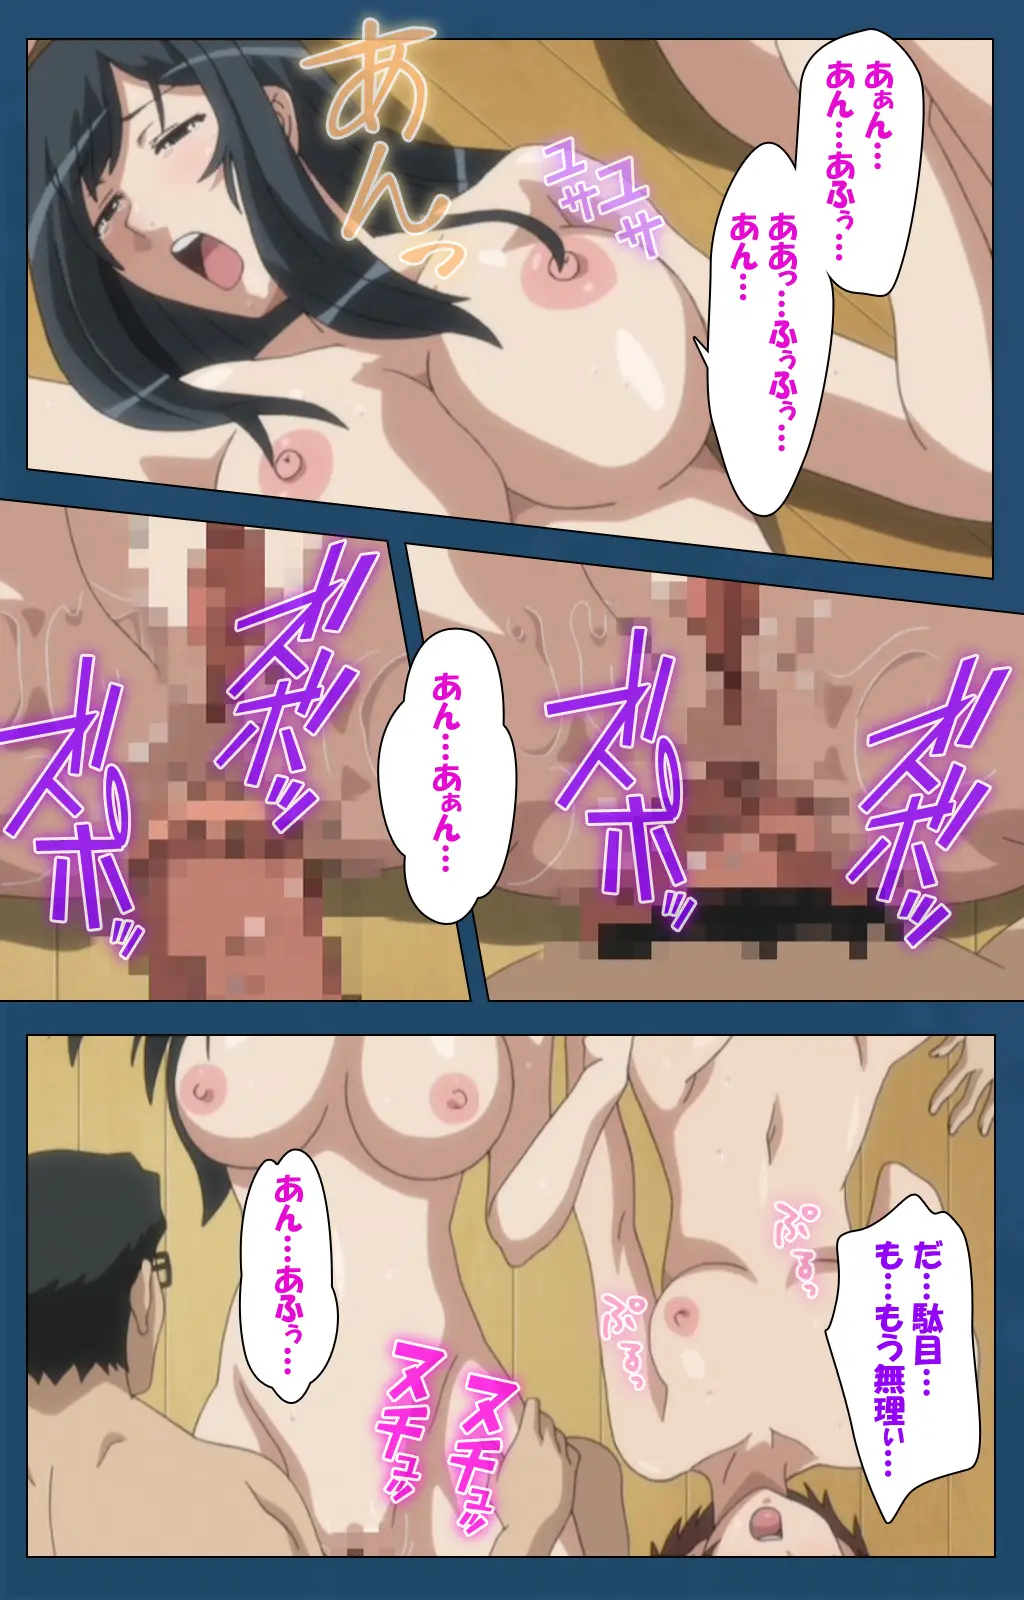 あぁん…
あん…あふぅ…
ああっ…ふぅふぅ…
あん…
ユサ
ユサ
あんっ
ズボッ
ズポッ
あん…あぁん…
ズボッ
ズポッ
だ…駄目…
も…もう無理ぃ…
ぷるっ
ぷるっ
あん…あふぅ…
ヌチュッ
ヌチュッ